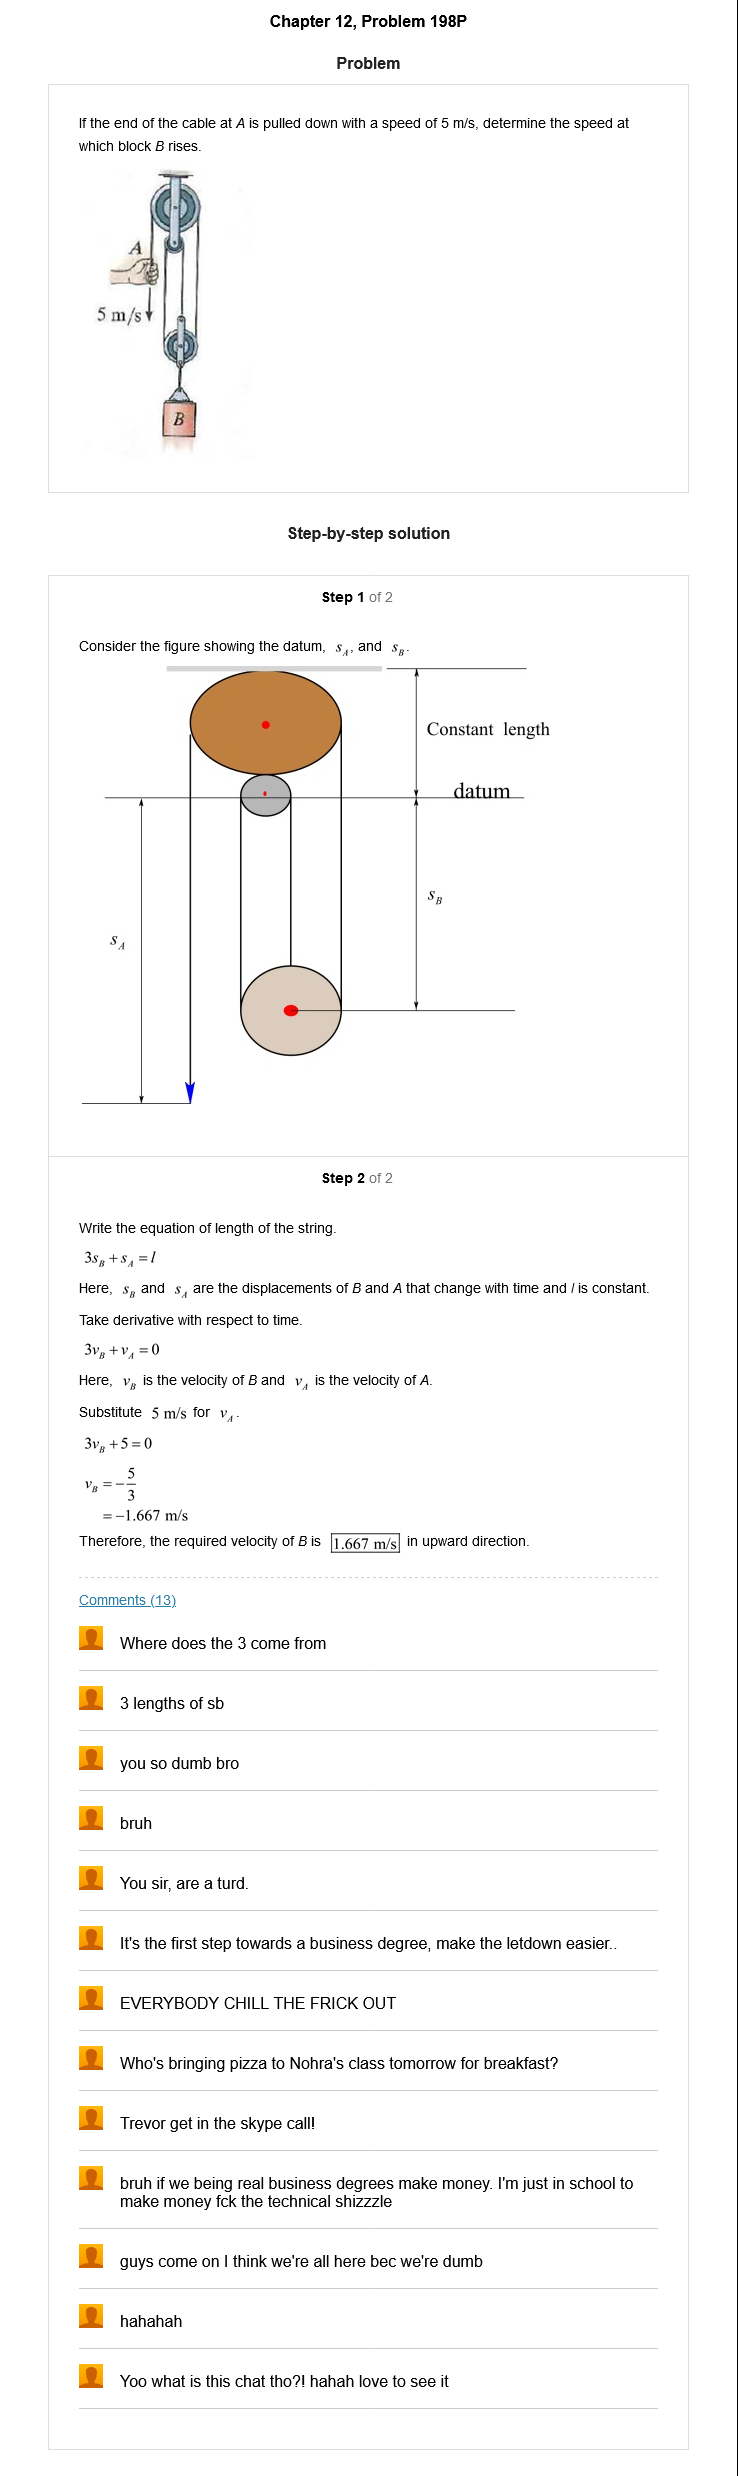 Chapter 12, Problem 198P
Problem
If the end of the cable at A is pulled down with a speed of 5 m/s, determine the speed at
which block B rises.
A
5 m/s
B
Step-by-step solution
Step 1 of 2
Consider the figure showing the datum, s_A, and s_B.
Constant length
datum
s_B
s_A
Step 2 of 2
Write the equation of length of the string.
3s_B + s_A = l
Here, s_B and s_A are the displacements of B and A that change with time and l is constant.
Take derivative with respect to time.
3v_B + v_A = 0
Here, v_B is the velocity of B and v_A is the velocity of A.
Substitute 5 m/s for v_A.
3v_B + 5 = 0
v_B = -5/3
= -1.667 m/s
Therefore, the required velocity of B is 1.667 m/s in upward direction.
Comments (13)
Where does the 3 come from
3 lengths of sb
you so dumb bro
bruh
You sir, are a turd.
It's the first step towards a business degree, make the letdown easier..
EVERYBODY CHILL THE FRICK OUT
Who's bringing pizza to Nohra's class tomorrow for breakfast?
Trevor get in the skype call!
bruh if we being real business degrees make money. I'm just in school to
make money fck the technical shizzzle
guys come on I think we're all here bec we're dumb
hahahah
Yoo what is this chat tho?! hahah love to see it